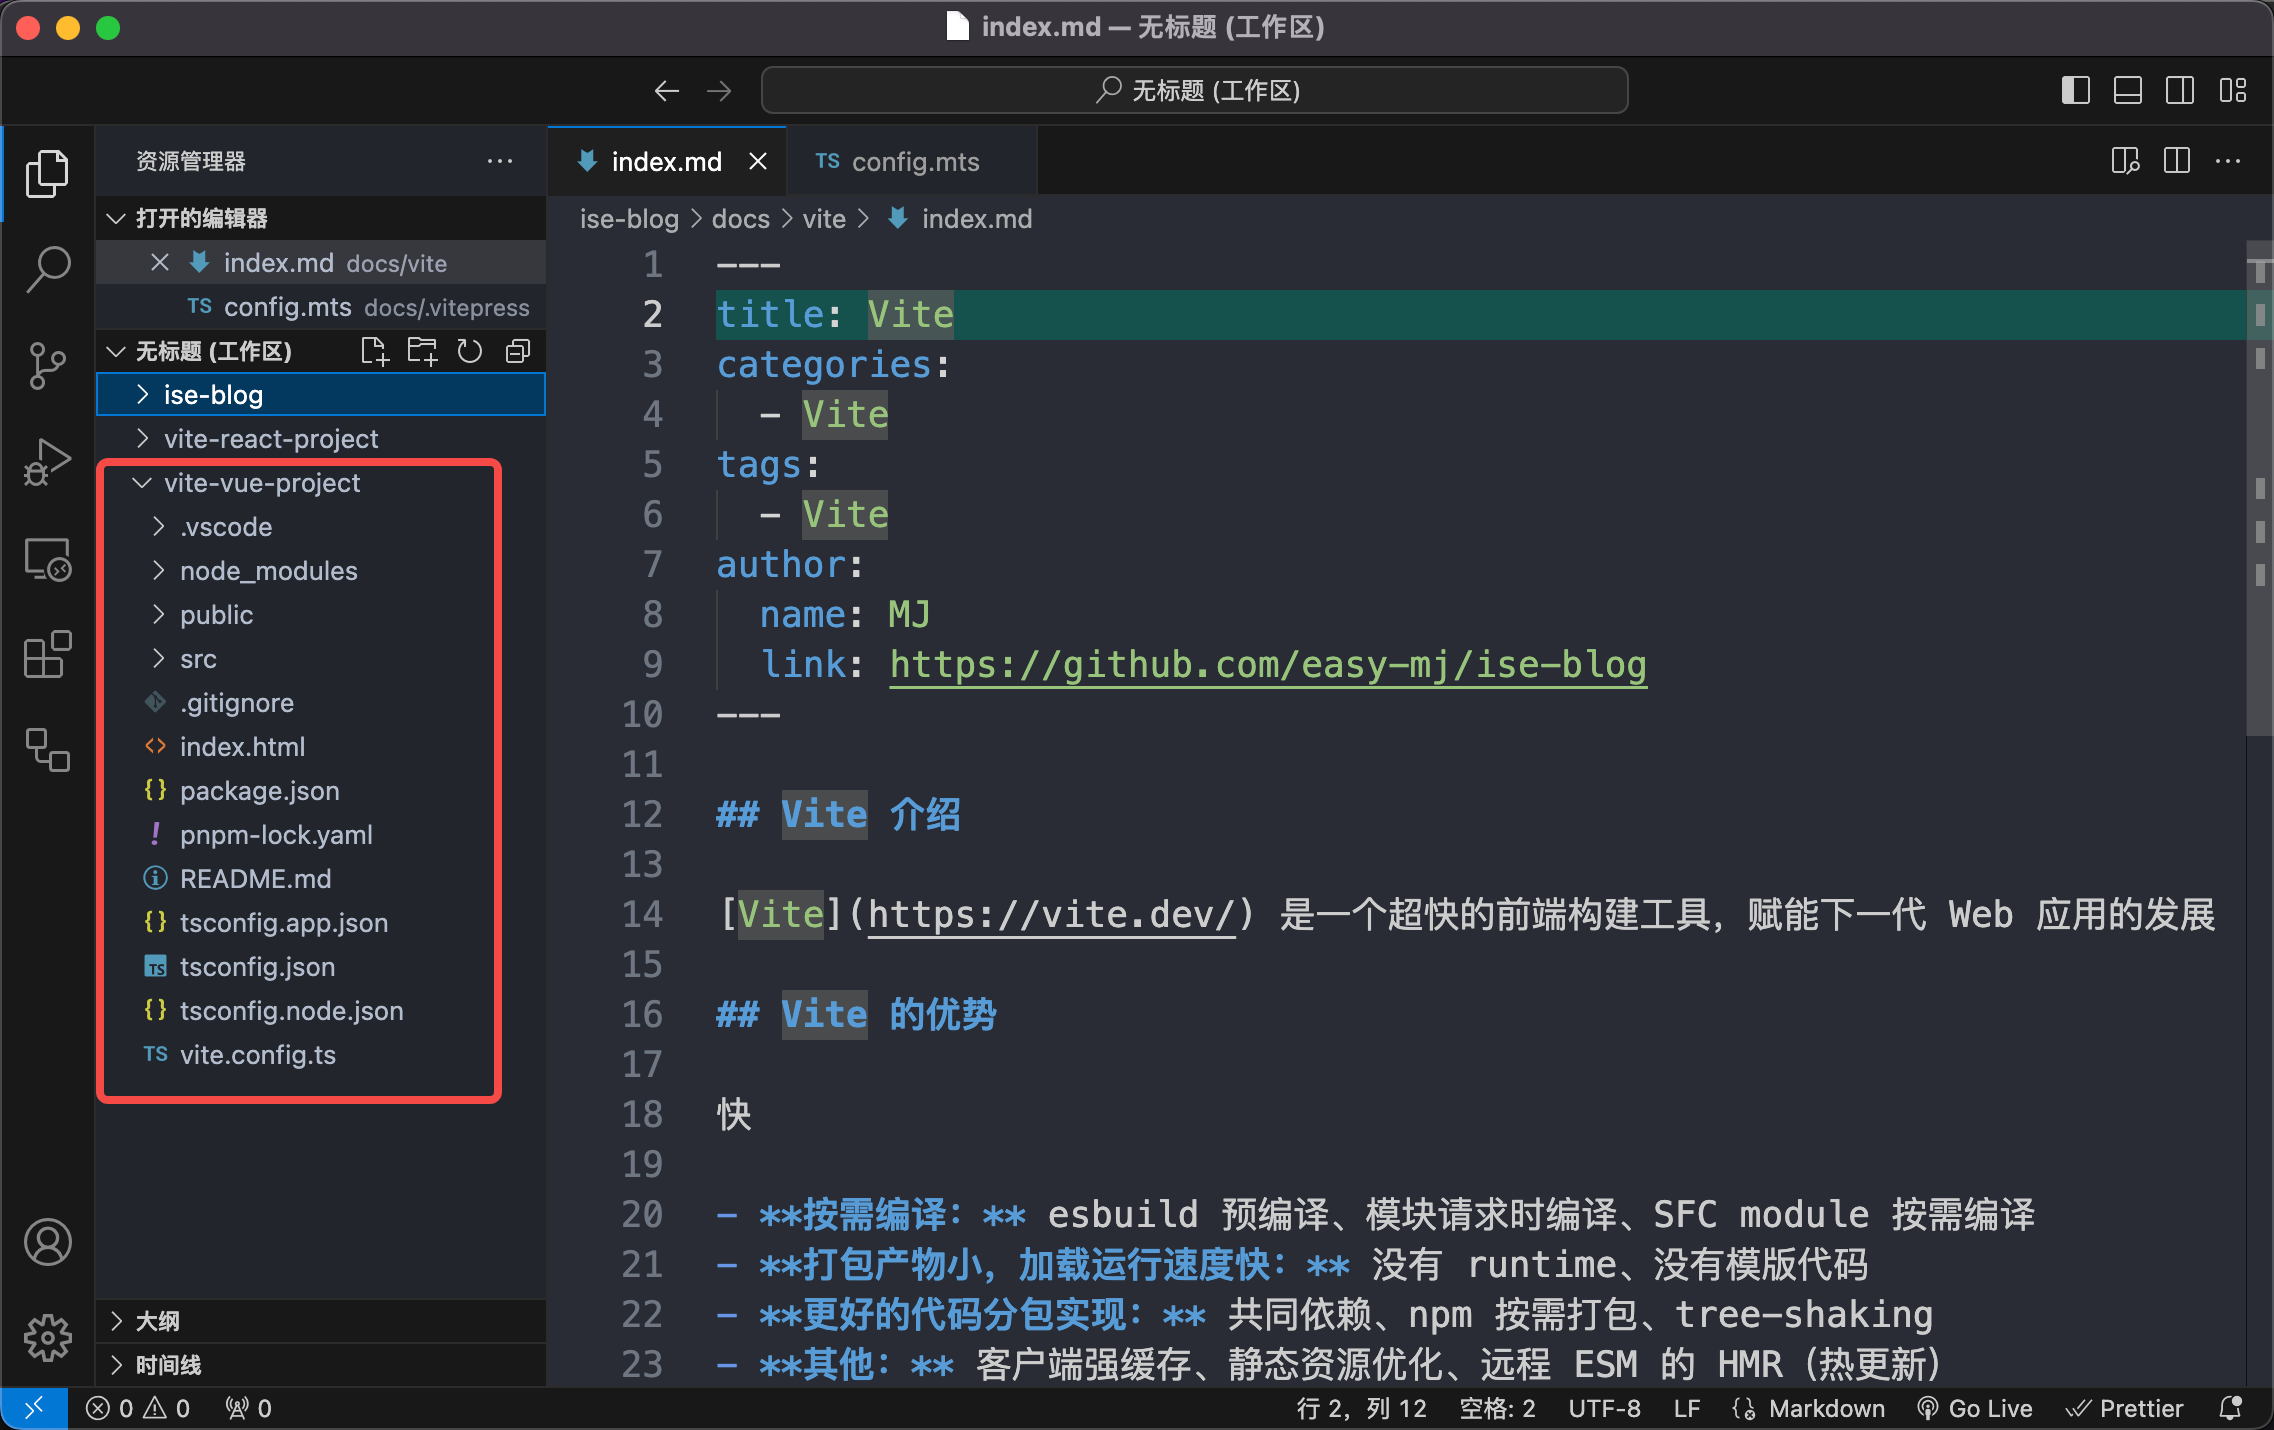 index.md — 无标题 (工作区)
无标题 (工作区)
资源管理器
打开的编辑器
index.md docs/vite
TS config.mts docs/.vitepress
无标题 (工作区)
ise-blog
vite-react-project
vite-vue-project
.vscode
node_modules
public
src
.gitignore
<> index.html
{} package.json
! pnpm-lock.yaml
README.md
{} tsconfig.app.json
TS tsconfig.json
{} tsconfig.node.json
TS vite.config.ts
大纲
时间线
index.md
TS config.mts
ise-blog > docs > vite > index.md
1 ---
2 title: Vite
3 categories:
4 - Vite
5 tags:
6 - Vite
7 author:
8 name: MJ
9 link: https://github.com/easy-mj/ise-blog
10 ---
11
12 ## Vite 介绍
13
14 [Vite](https://vite.dev/) 是一个超快的前端构建工具，赋能下一代 Web 应用的发展
15
16 ## Vite 的优势
17
18 快
19
20 - **按需编译：** esbuild 预编译、模块请求时编译、SFC module 按需编译
21 - **打包产物小，加载运行速度快：** 没有 runtime、没有模版代码
22 - **更好的代码分包实现：** 共同依赖、npm 按需打包、tree-shaking
23 - **其他：** 客户端强缓存、静态资源优化、远程 ESM 的 HMR（热更新）
0 0 0
行 2，列 12 空格: 2 UTF-8 LF Markdown Go Live Prettier